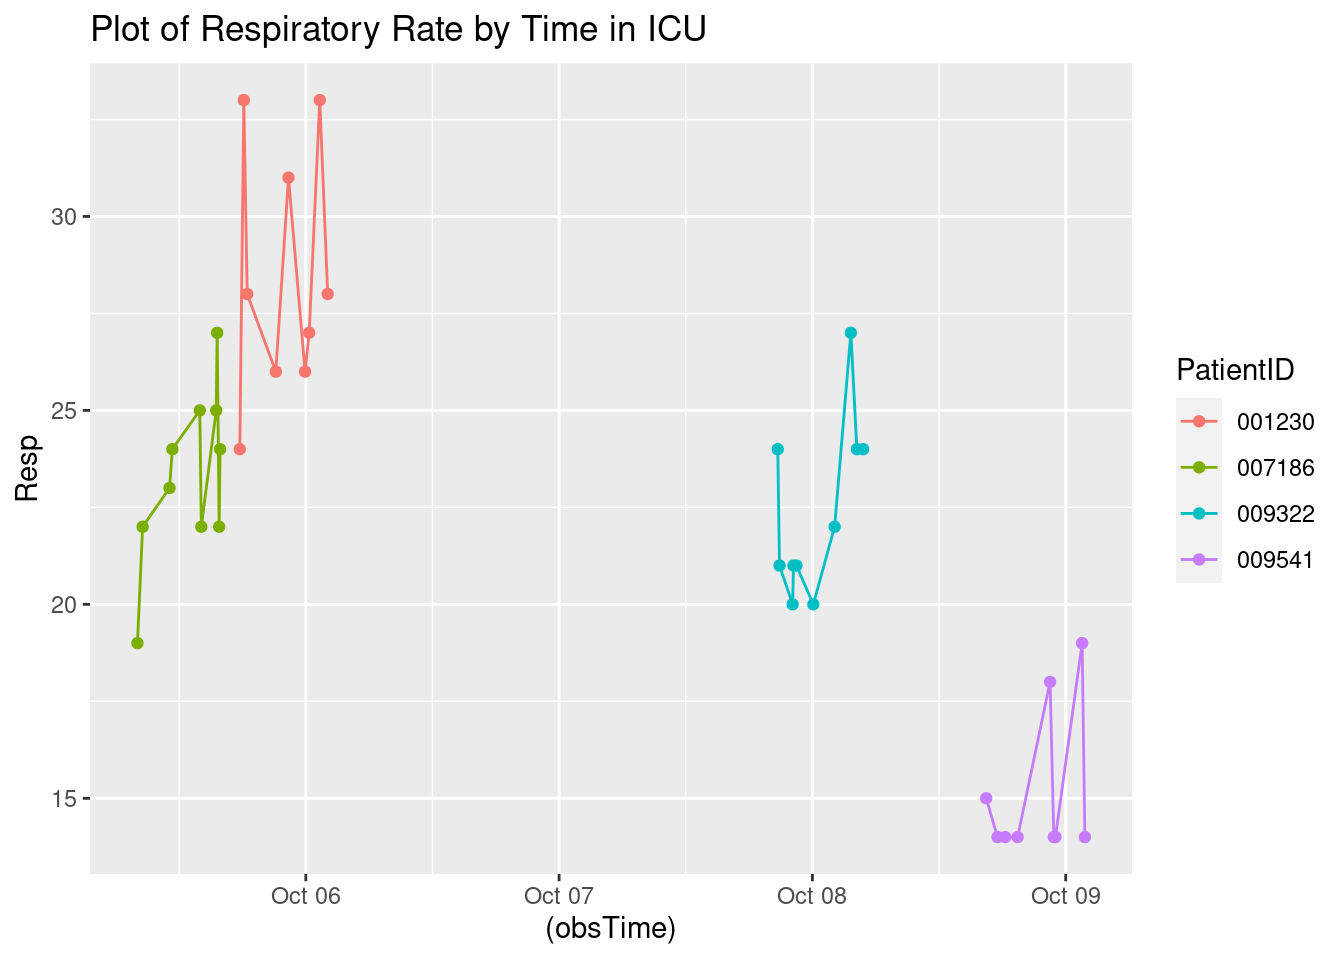 Plot of Respiratory Rate by Time in ICU
Resp
30
25
20
15
Oct 06
Oct 07
Oct 08
Oct 09
(obsTime)
PatientID
001230
007186
009322
009541